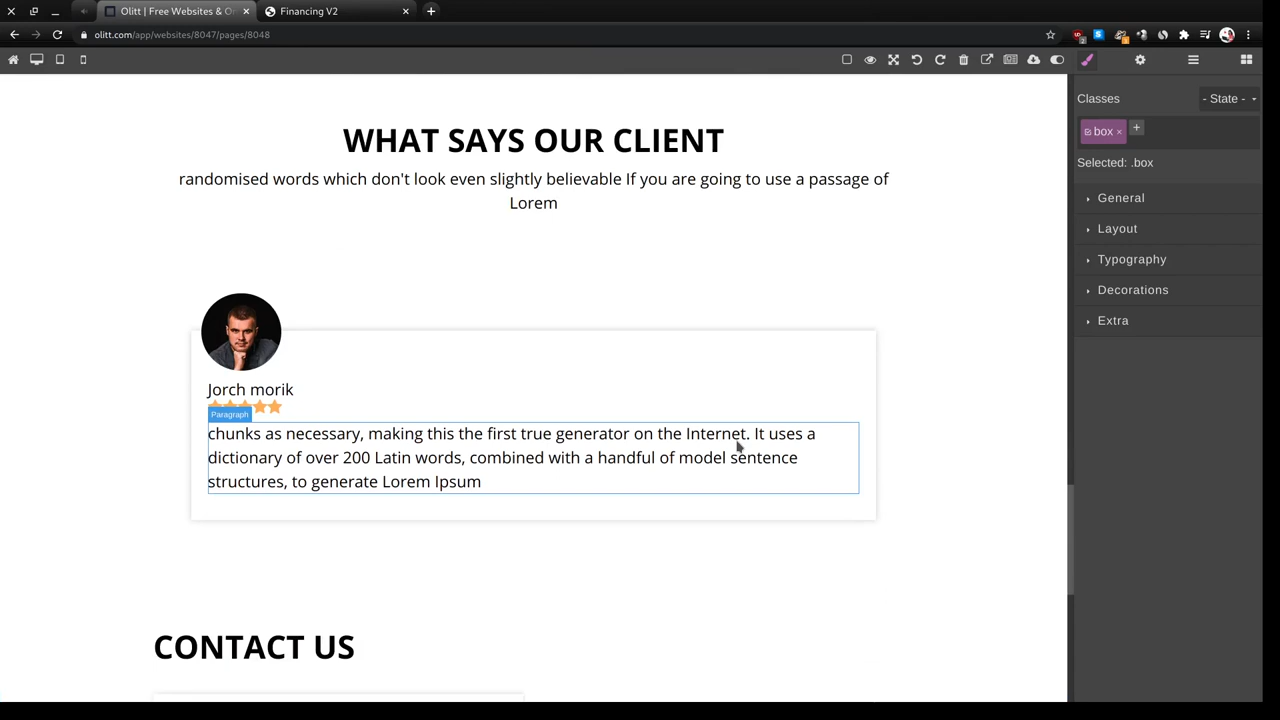 Olitt | Free Websites & O
Financing V2
olitt.com/app/websites/8047/pages/8048
Classes
- State -
box
Selected: .box
General
Layout
Typography
Decorations
Extra
WHAT SAYS OUR CLIENT
randomised words which don't look even slightly believable If you are going to use a passage of
Lorem
Jorch morik
Paragraph
chunks as necessary, making this the first true generator on the Internet. It uses a
dictionary of over 200 Latin words, combined with a handful of model sentence
structures, to generate Lorem Ipsum
CONTACT US